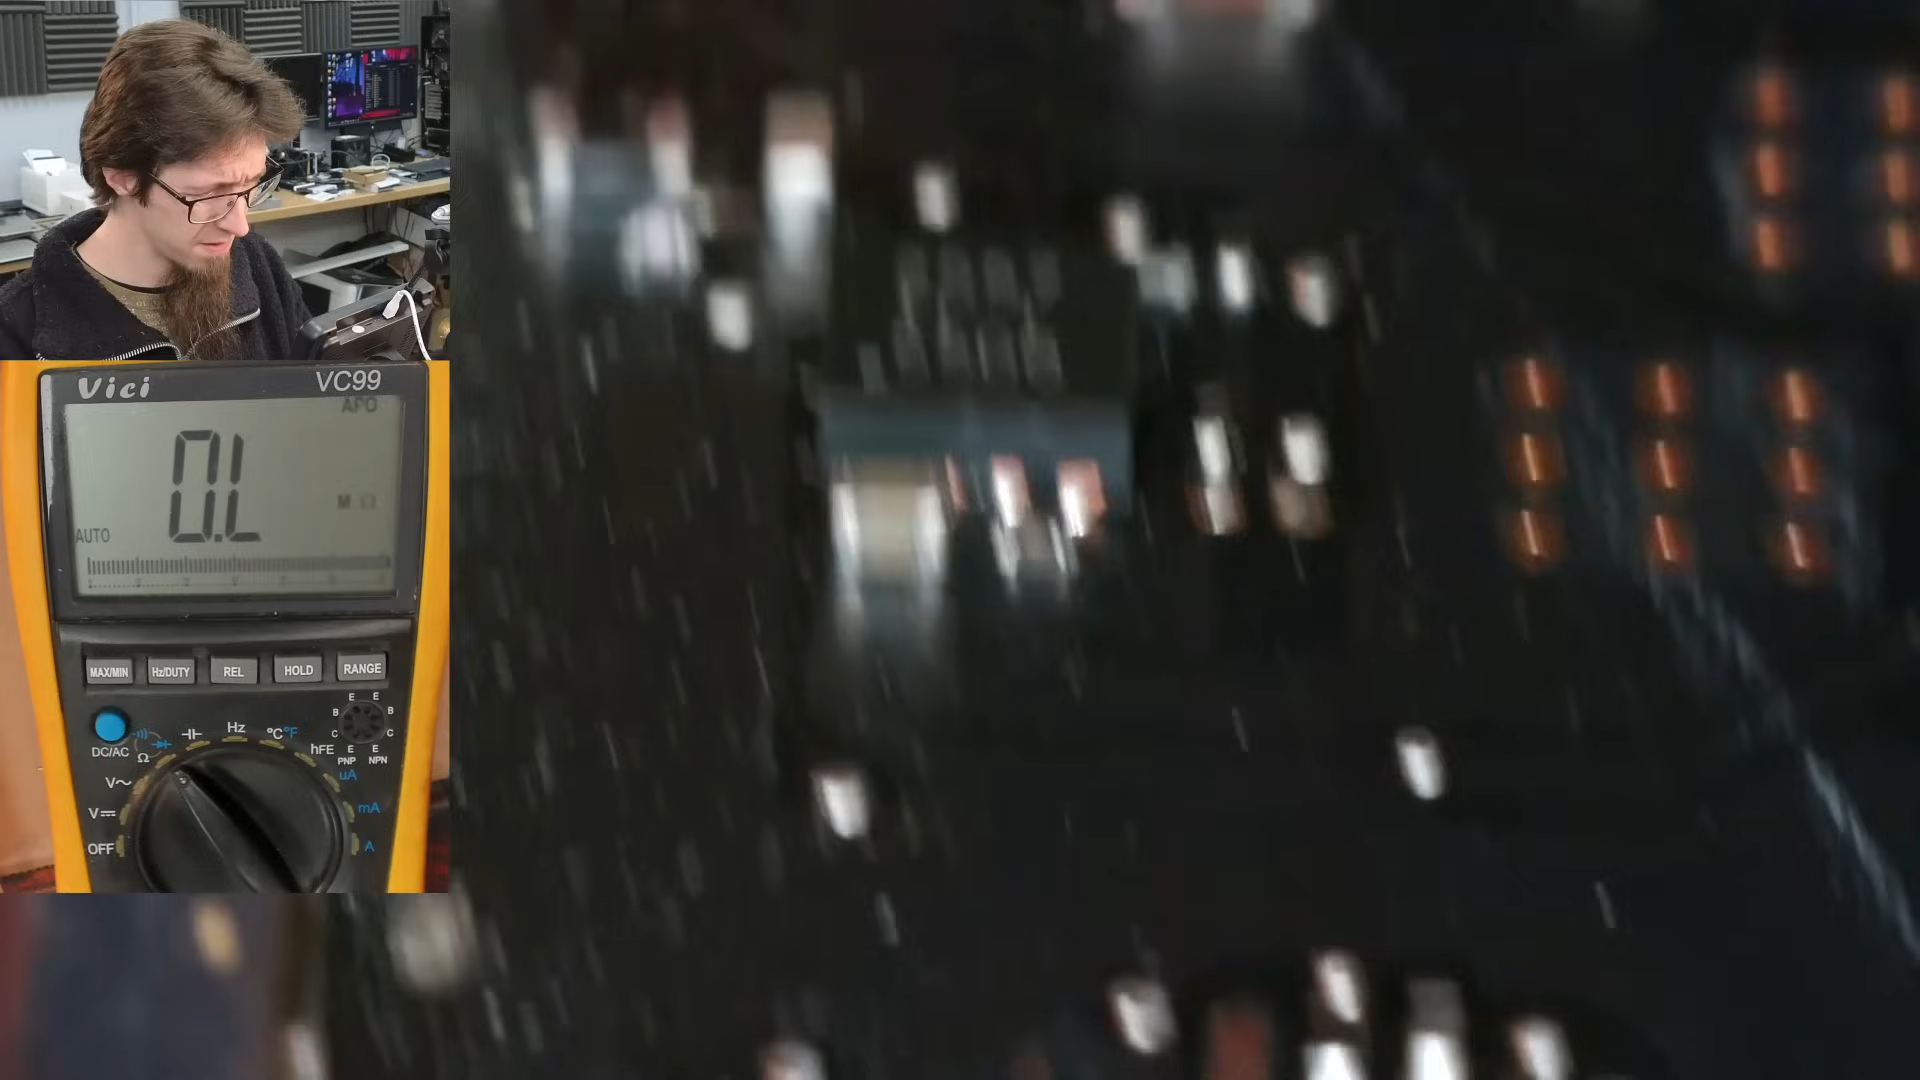 Vici VC99
APO
0.L
M Ω
AUTO
MAX/MIN Hz/DUTY REL HOLD RANGE
E E
B B
C C
E E
PNP NPN
DC/AC
Ω
Hz
°C°F
hFE
V~
V
OFF
uA
mA
A